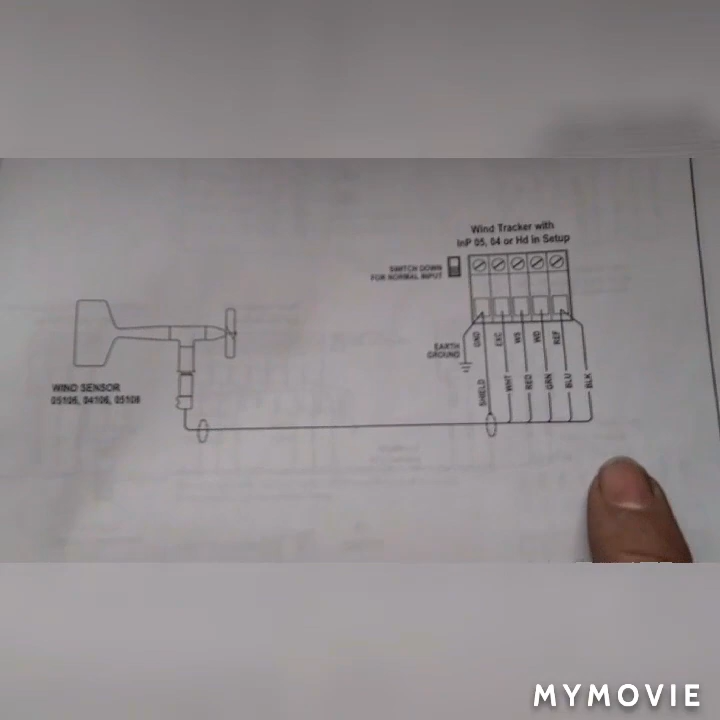 Wind Tracker with
InP 05, 04 or Hd in Setup
SWITCH DOWN
FOR NORMAL INPUT
EARTH
GROUND
GND
EXC
WS
WD
REF
SHIELD
WHT
RED
GRN
BLU
BLK
WIND SENSOR
05106, 04106, 05108
MYMOVIE